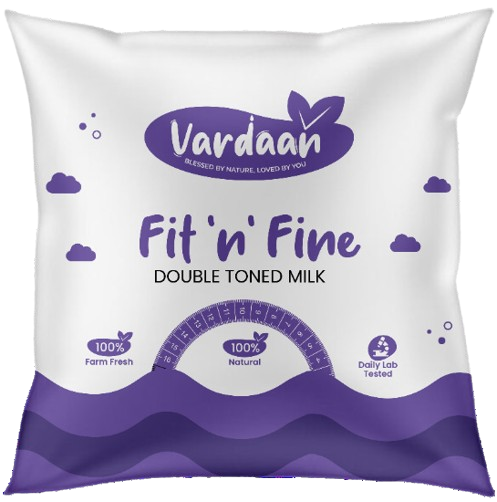 Vardaan
BLESSED BY NATURE, LOVED BY YOU
Fit 'n' Fine
DOUBLE TONED MILK
100%
Farm Fresh
100%
Natural
Daily Lab
Tested